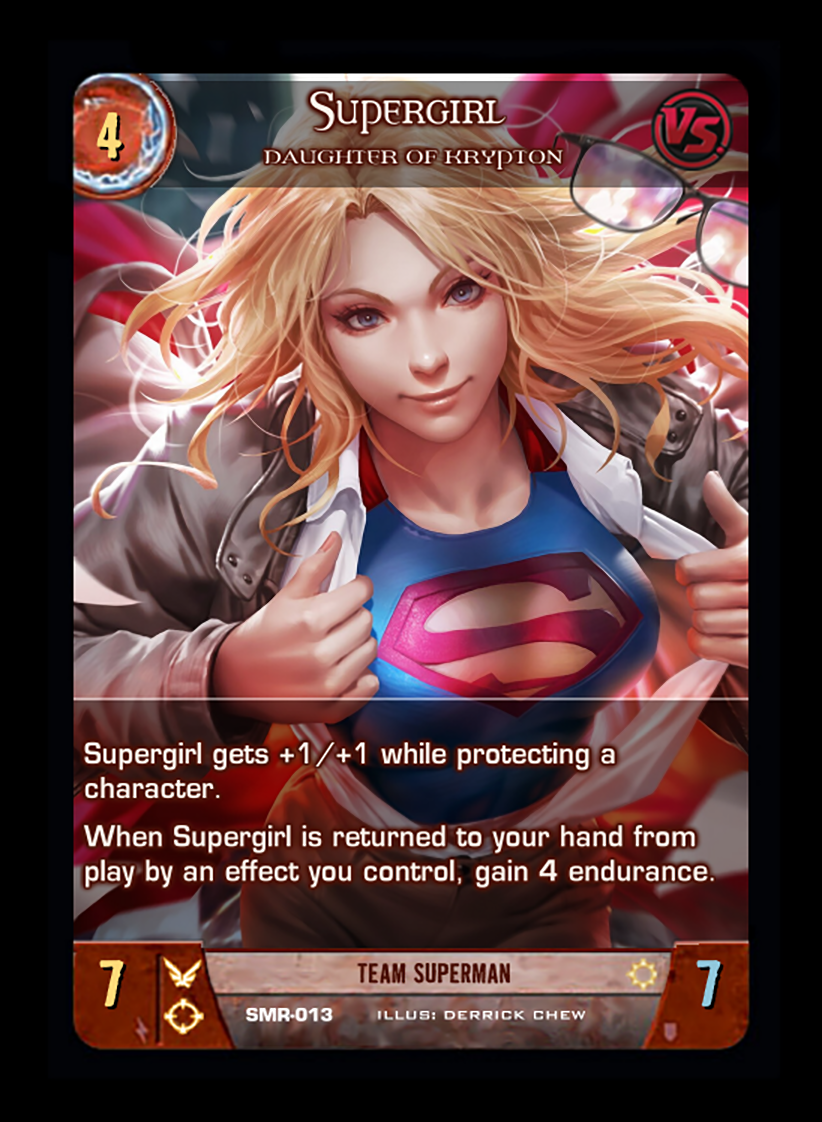 4
Supergirl
VS.
Daughter of Krypton
Supergirl gets +1/+1 while protecting a
character.
When Supergirl is returned to your hand from
play by an effect you control, gain 4 endurance.
7
TEAM SUPERMAN
7
SMR-013 ILLUS: DERRICK CHEW